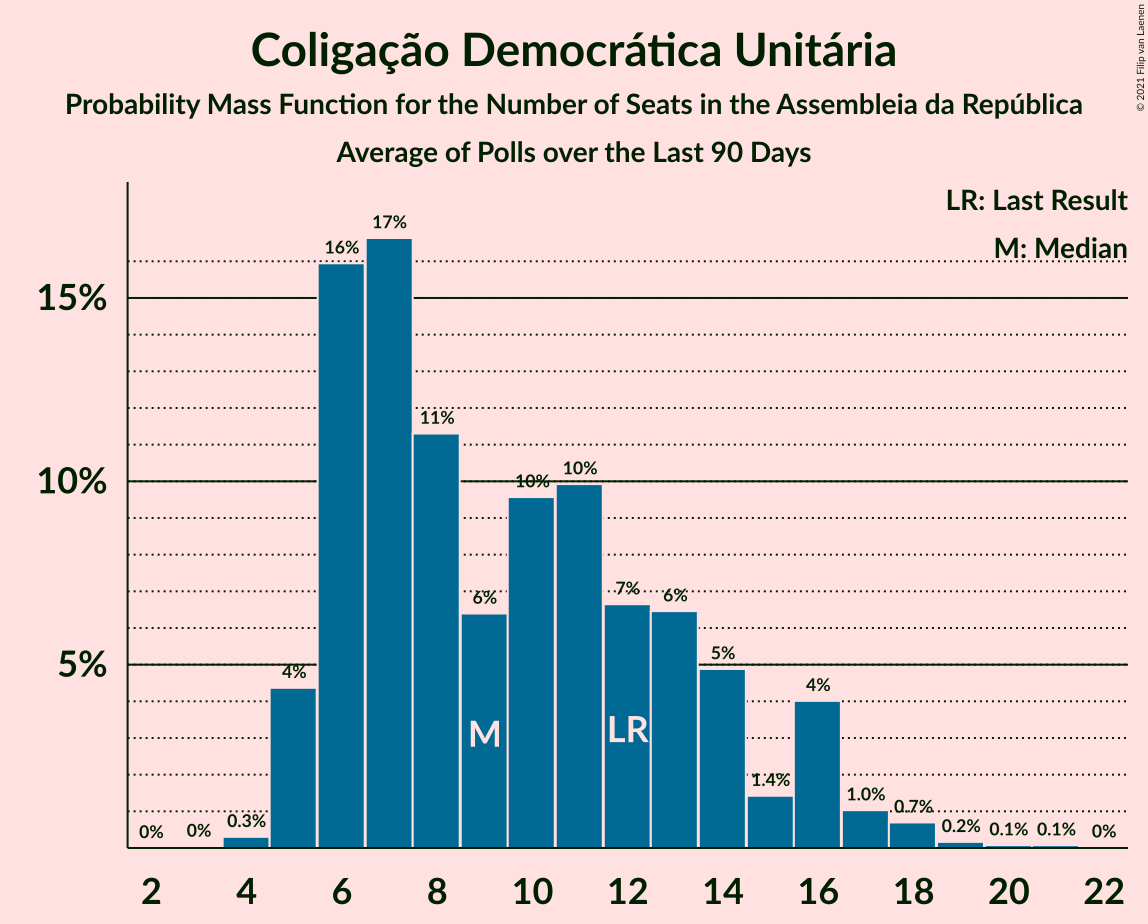 Coligação Democrática Unitária
Probability Mass Function for the Number of Seats in the Assembleia da República
Average of Polls over the Last 90 Days
© 2021 Filip van Laenen
LR: Last Result
M: Median
15%
10%
5%
0%
0%
0.3%
4%
16%
17%
11%
6%
10%
10%
7%
6%
5%
1.4%
4%
1.0%
0.7%
0.2%
0.1%
0.1%
0%
M
LR
2 4 6 8 10 12 14 16 18 20 22